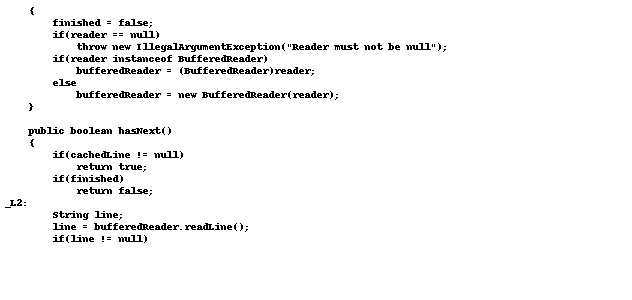 {
finished = false;
if(reader == null)
throw new IllegalArgumentException("Reader must not be null");
if(reader instanceof BufferedReader)
bufferedReader = (BufferedReader)reader;
else
bufferedReader = new BufferedReader(reader);
}
public boolean hasNext()
{
if(cachedLine != null)
return true;
if(finished)
return false;
_L2:
String line;
line = bufferedReader.readLine();
if(line != null)